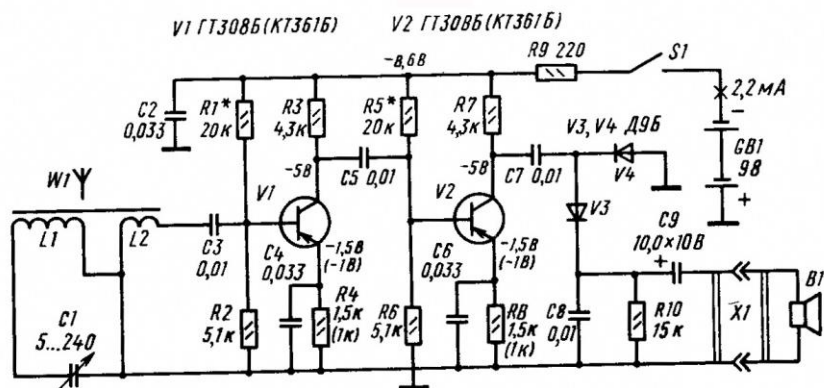 V1 ГТ308Б (КТ361Б)
V2 ГТ308Б (КТ361Б)
R9 220
S1
-8,6В
2,2мА
C2
0,033
R1*
20к
R3
4,3к
R5*
20к
R7
4,3к
V3, V4 Д9Б
-
GB1
9В
+
W1
-5В
C5 0,01
-5В
C7 0,01
V4
V1
V2
V3
L1
L2
C3
0,01
C4
0,033
-1,5В
(-1В)
C6
0,033
-1,5В
(-1В)
C9
10,0×10В
+
B1
C1
5...240
R2
5,1к
R4
1,5к
(1к)
R6
5,1к
R8
1,5к
(1к)
C8
0,01
R10
15к
X1